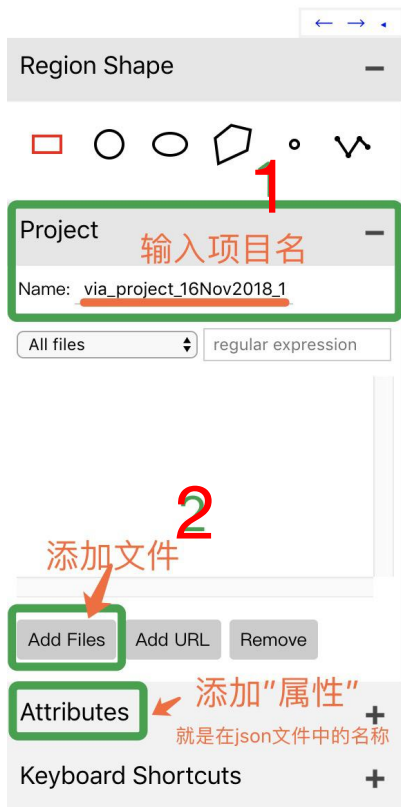 ← → ◂
Region Shape −
1
Project −
输入项目名
Name: via_project_16Nov2018_1
All files regular expression
2
添加文件
Add Files Add URL Remove
添加"属性"
Attributes +
就是在json文件中的名称
Keyboard Shortcuts +